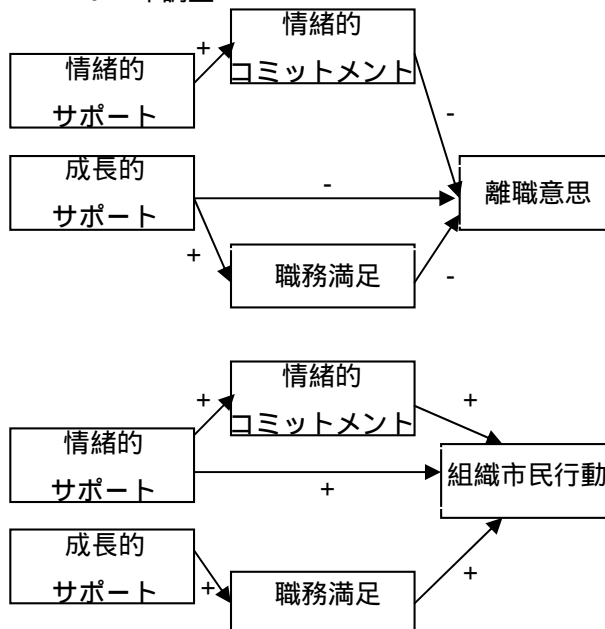 情緒的
コミットメント
+
情緒的
サポート
-
成長的
サポート
-
離職意思
+
職務満足
-
情緒的
コミットメント
+
+
情緒的
サポート
組織市民行動
+
成長的
サポート
+
職務満足
+